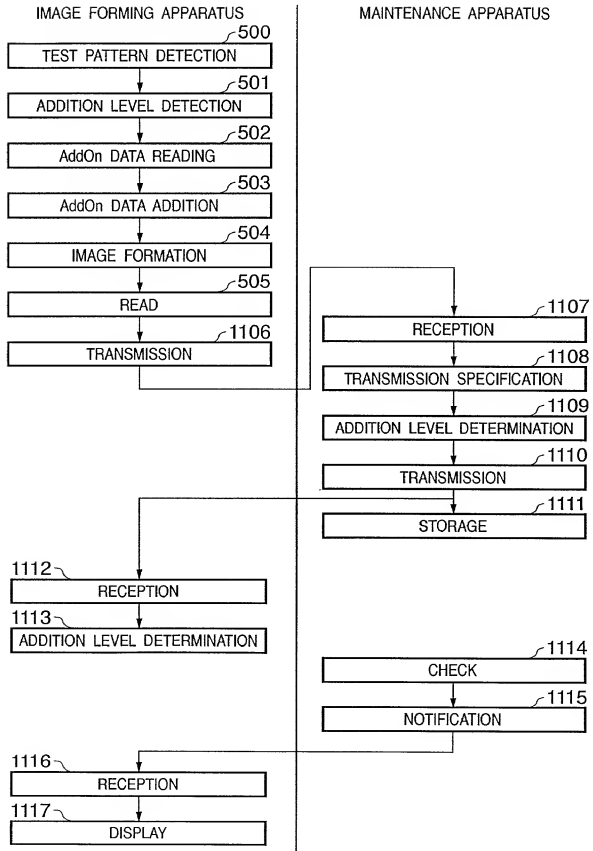 IMAGE FORMING APPARATUS
MAINTENANCE APPARATUS
500
TEST PATTERN DETECTION
501
ADDITION LEVEL DETECTION
502
AddOn DATA READING
503
AddOn DATA ADDITION
504
IMAGE FORMATION
505
READ
1106
TRANSMISSION
1107
RECEPTION
1108
TRANSMISSION SPECIFICATION
1109
ADDITION LEVEL DETERMINATION
1110
TRANSMISSION
1111
STORAGE
1112
RECEPTION
1113
ADDITION LEVEL DETERMINATION
1114
CHECK
1115
NOTIFICATION
1116
RECEPTION
1117
DISPLAY